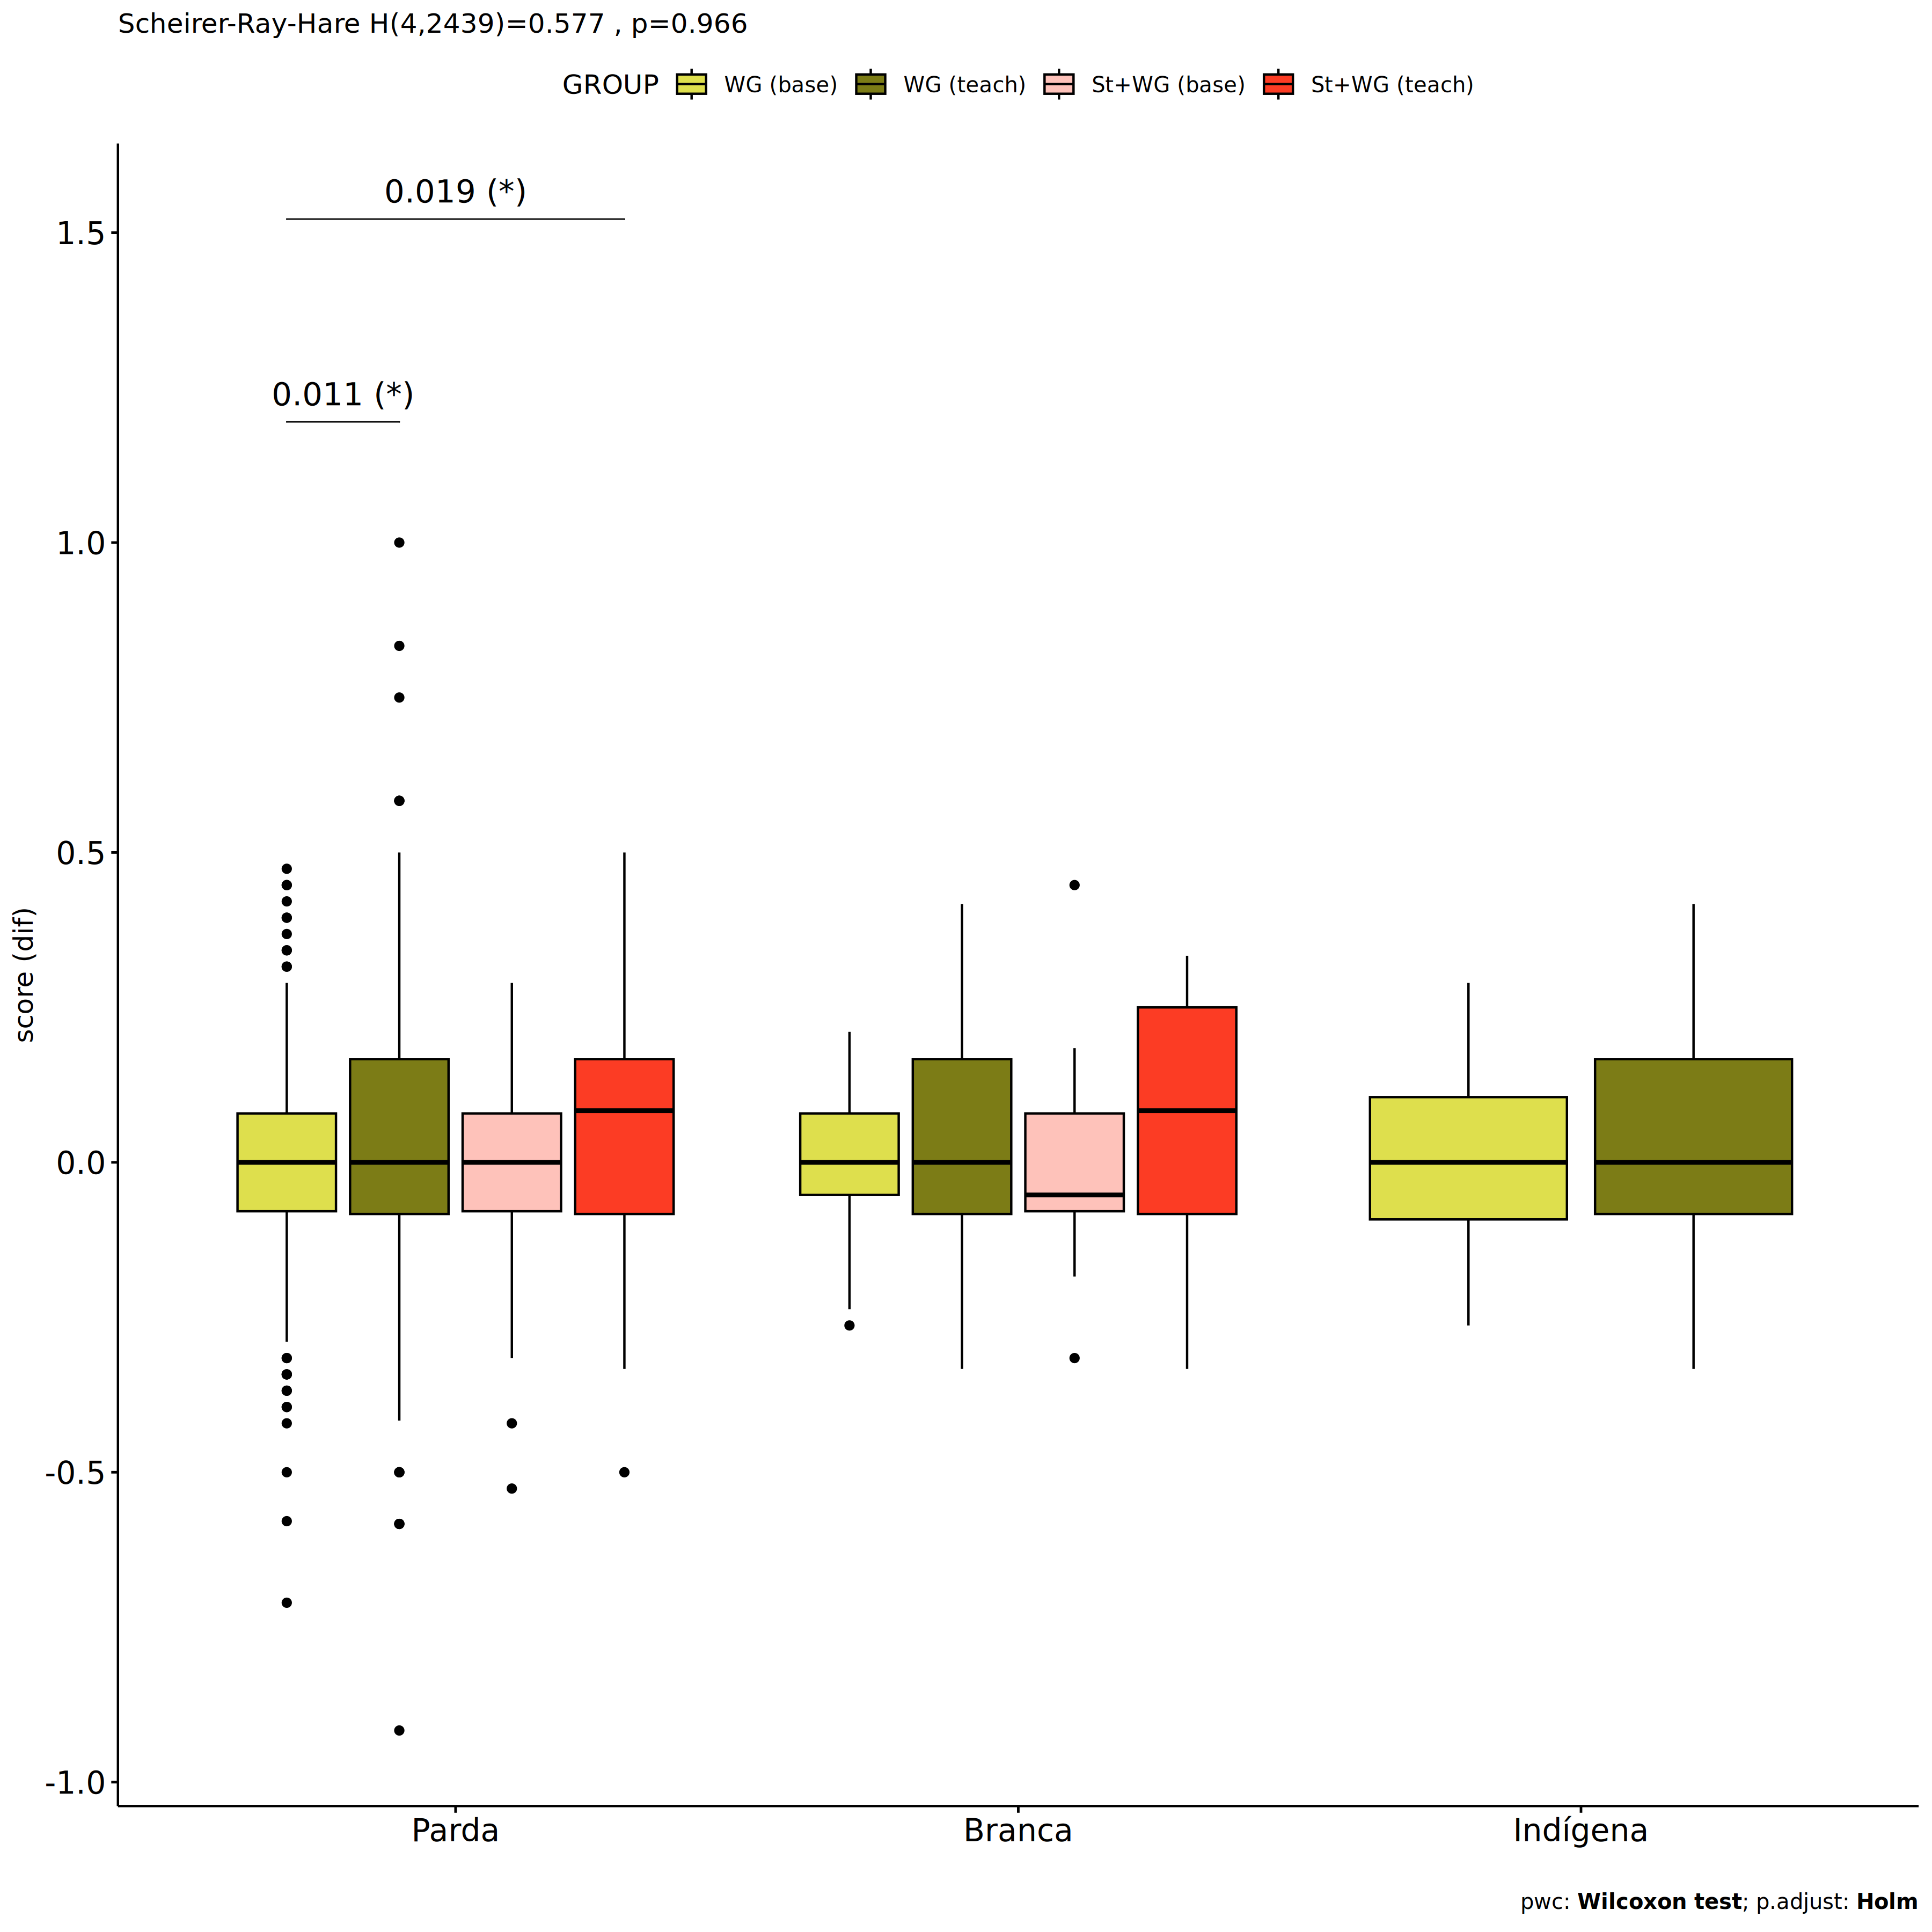 Scheirer-Ray-Hare H(4,2439)=0.577 , p=0.966
GROUP WG (base) WG (teach) St+WG (base) St+WG (teach)
0.019 (*)
0.011 (*)
1.5
1.0
0.5
0.0
-0.5
-1.0
score (dif)
Parda Branca Indígena
pwc: Wilcoxon test; p.adjust: Holm